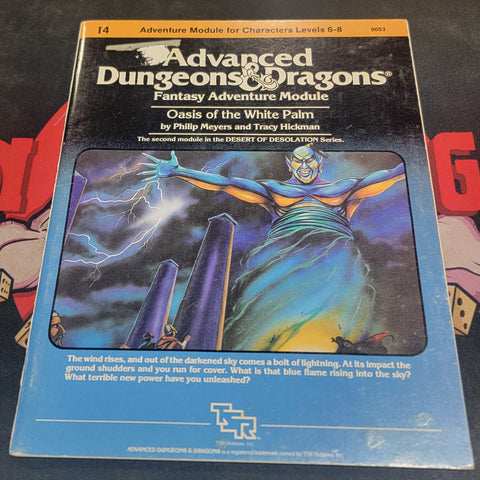 I4 Adventure Module for Characters Levels 6-8 9053
Advanced
Dungeons & Dragons®
Fantasy Adventure Module
Oasis of the White Palm
by Philip Meyers and Tracy Hickman
The second module in the DESERT OF DESOLATION Series.
The wind rises, and out of the darkened sky comes a bolt of lightning. At its impact the
ground shudders and you run for cover. What is that blue flame rising into the sky?
What terrible new power have you unleashed?
TSR
TSR Hobbies, Inc.
ADVANCED DUNGEONS & DRAGONS is a registered trademark owned by TSR Hobbies, Inc.
G